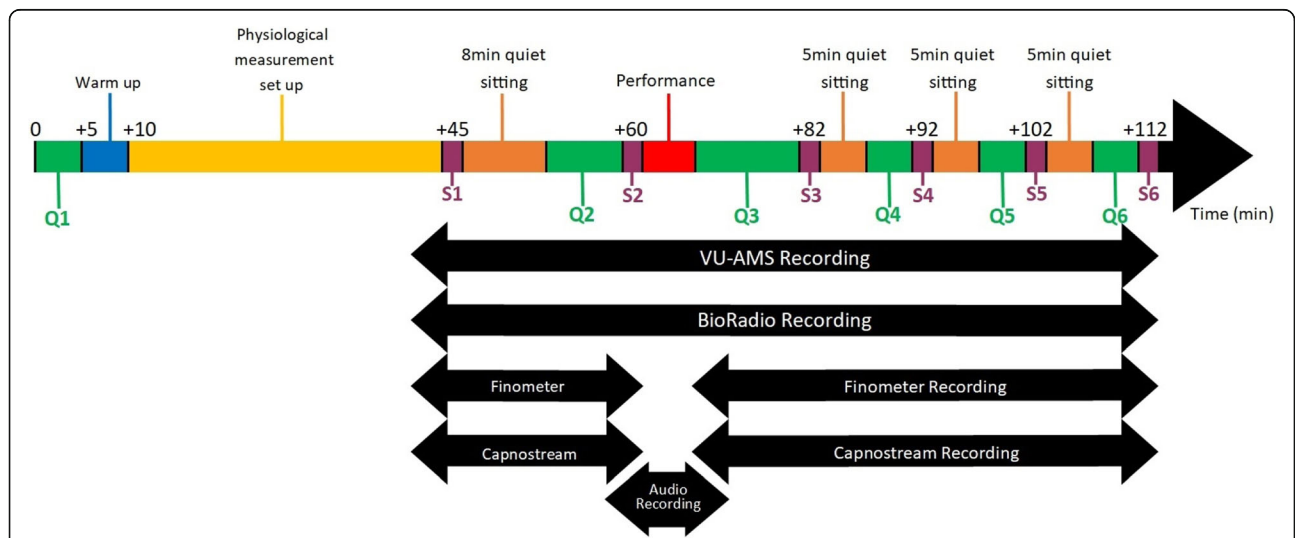 Physiological
measurement
set up
8min quiet
sitting
5min quiet
sitting
5min quiet
sitting
5min quiet
sitting
Warm up
Performance
0 +5 +10 +45 +60 +82 +92 +102 +112
S1 S2 S3 S4 S5 S6
Q1 Q2 Q3 Q4 Q5 Q6
Time (min)
VU-AMS Recording
BioRadio Recording
Finometer
Finometer Recording
Capnostream
Capnostream Recording
Audio
Recording